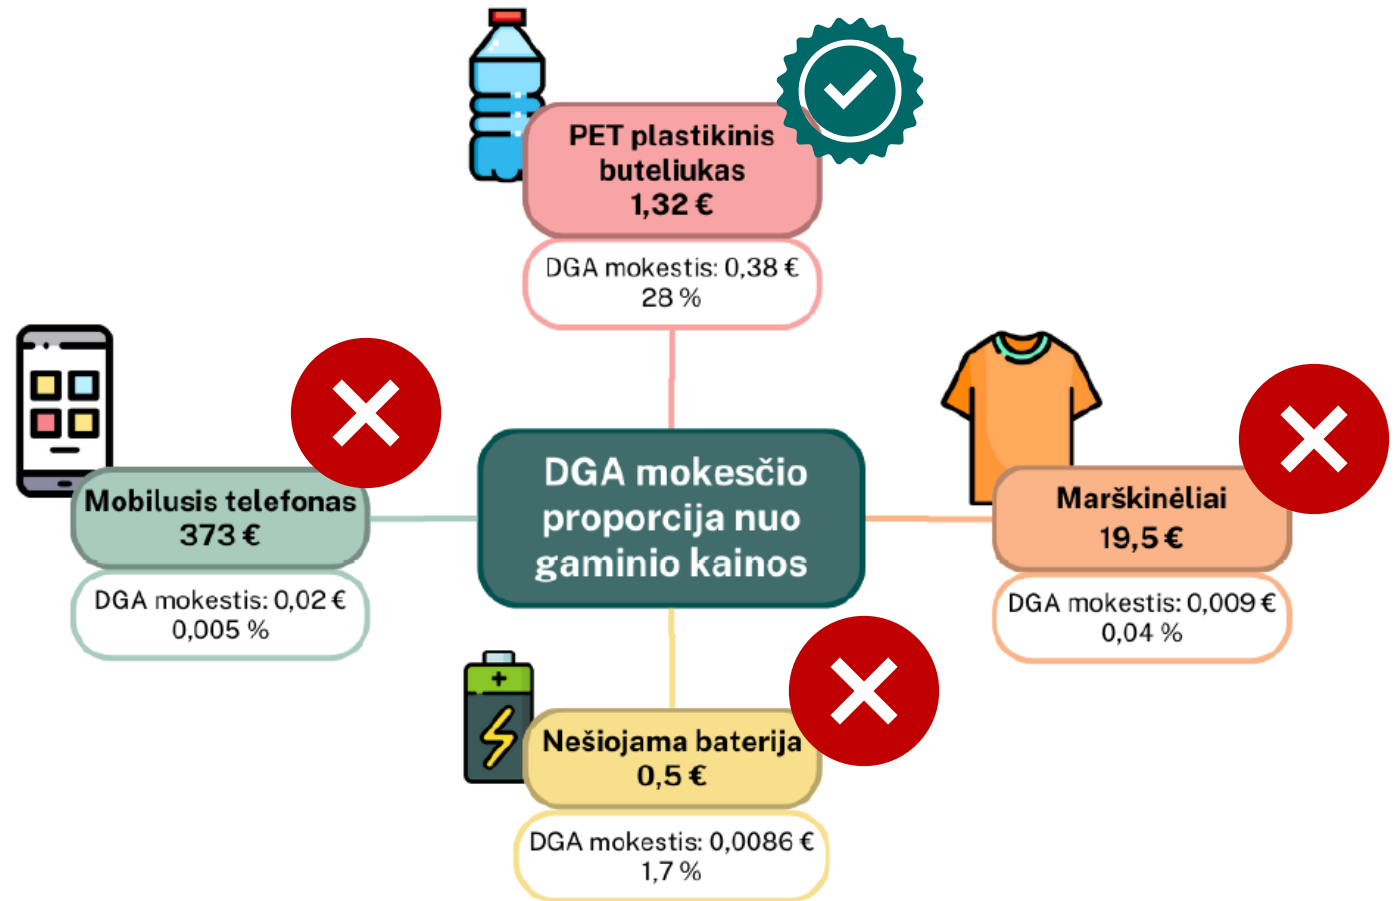 PET plastikinis
buteliukas
1,32 €
DGA mokestis: 0,38 €
28 %
Mobilusis telefonas
373 €
DGA mokestis: 0,02 €
0,005 %
DGA mokesčio
proporcija nuo
gaminio kainos
Marškinėliai
19,5 €
DGA mokestis: 0,009 €
0,04 %
Nešiojama baterija
0,5 €
DGA mokestis: 0,0086 €
1,7 %